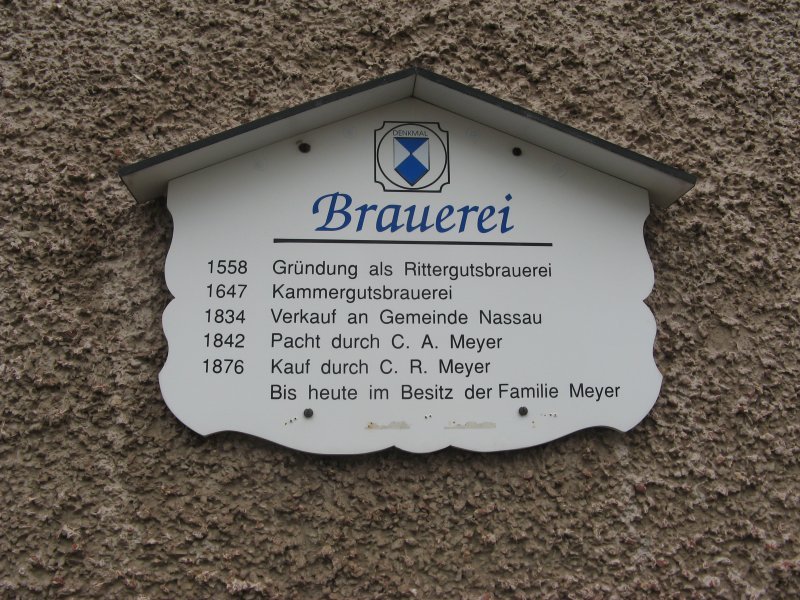 DENKMAL
Brauerei
1558 Gründung als Rittergutsbrauerei
1647 Kammergutsbrauerei
1834 Verkauf an Gemeinde Nassau
1842 Pacht durch C. A. Meyer
1876 Kauf durch C. R. Meyer
Bis heute im Besitz der Familie Meyer